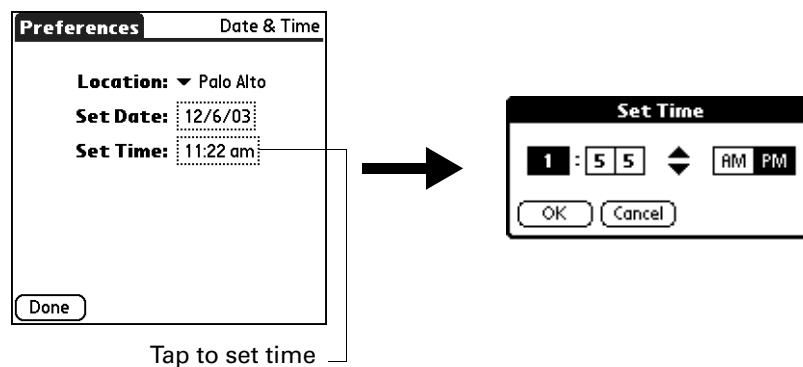 Preferences Date & Time
Location: Palo Alto
Set Date: 12/6/03
Set Time: 11:22 am
Done
Tap to set time
Set Time
1 : 5 5 AM PM
OK Cancel